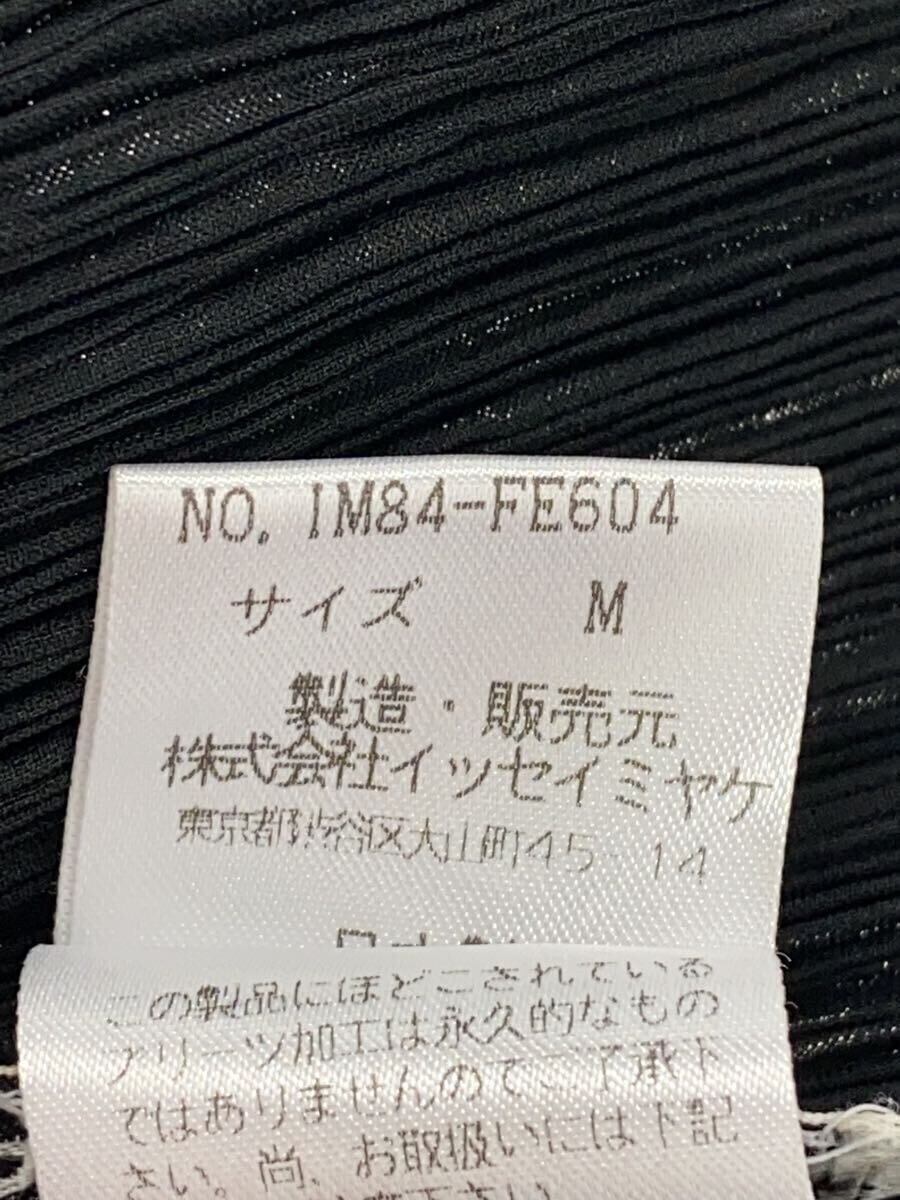 NO. IM84-FE604
サイズ M
製造・販売元
株式会社イッセイミヤケ
東京都渋谷区大山町45-14
この製品にほどこされている
プリーツ加工は永久的なもの
ではありませんのでご了承下
さい。尚、お取扱いには下記